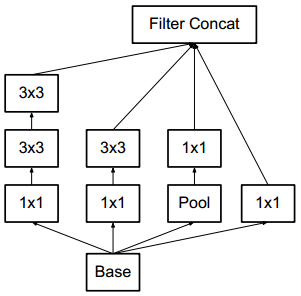 Filter Concat
3x3
3x3
3x3
1x1
1x1
1x1
Pool
1x1
Base